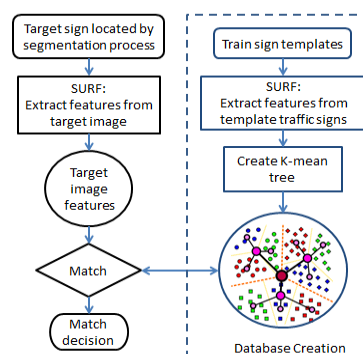 Target sign located by
segmentation process
SURF:
Extract features from
target image
Target
image
features
Match
Match
decision
Train sign templates
SURF:
Extract features from
template traffic signs
Create K-mean
tree
Database Creation